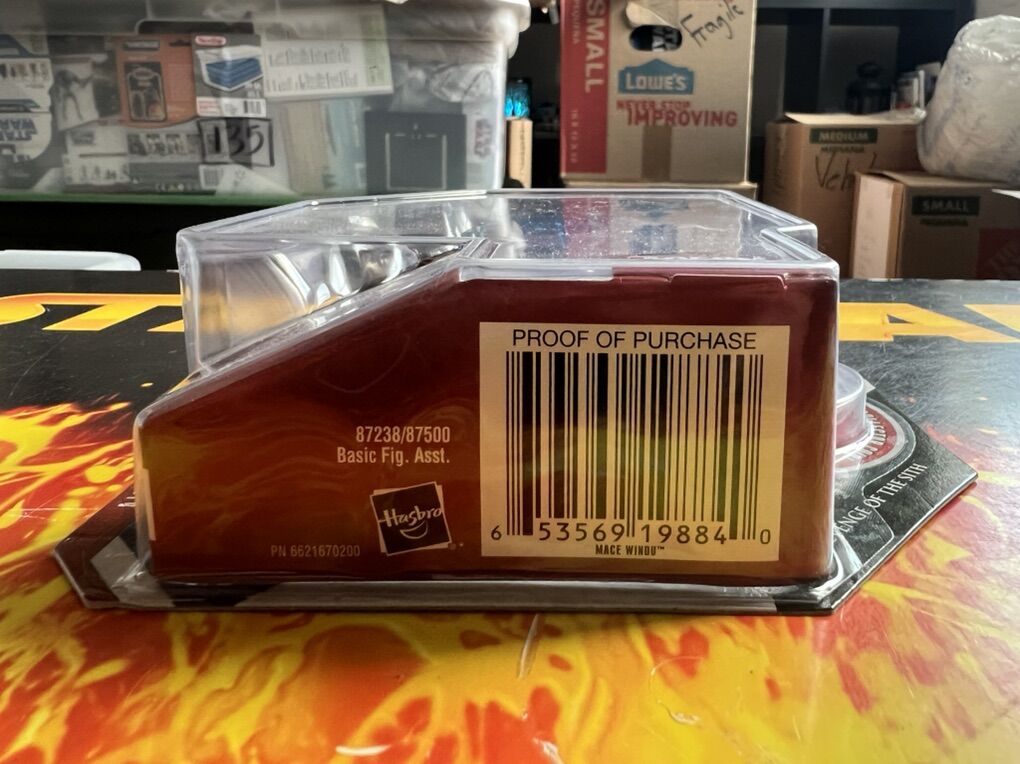 135
SMALL
Fragile
LOWE'S
NEVER STOP
IMPROVING
MEDIUM
SMALL
PROOF OF PURCHASE
87238/87500
Basic Fig. Asst.
Hasbro
PN 6621670200
6 53569 19884 0
MACE WINDU™
ENGE OF THE SITH